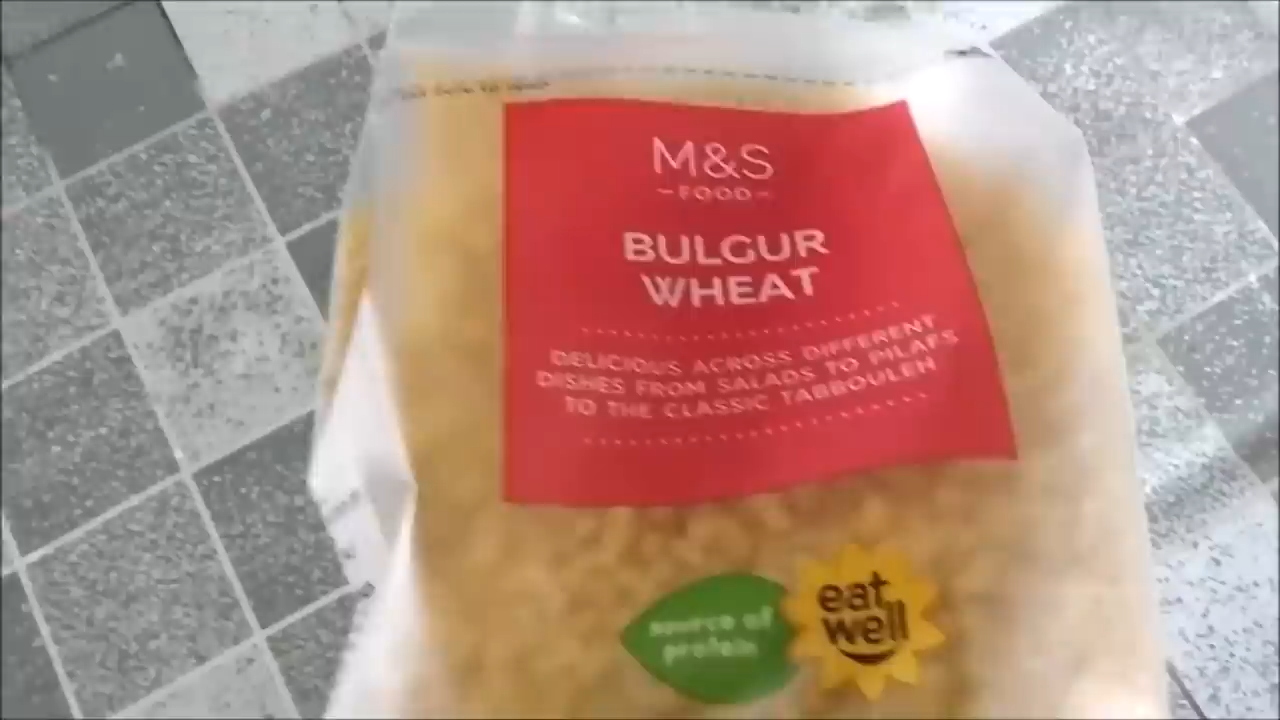 M&S
FOOD
BULGUR
WHEAT
DELICIOUS ACROSS DIFFERENT
DISHES FROM SALADS TO PILAFS
TO THE CLASSIC TABBOULEH
source of
protein
eat
well